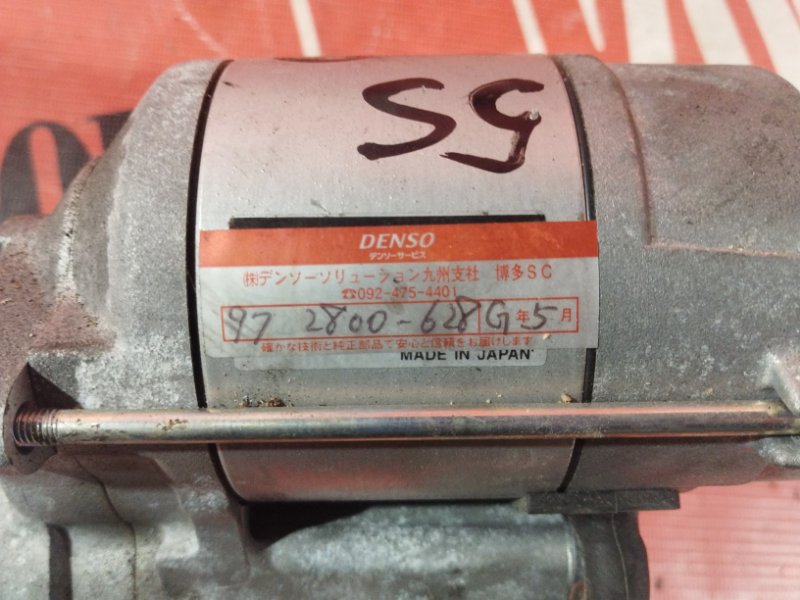 SS
DENSO
デンソーサービス
(株)デンソーソリューション九州支社 博多SC
☎092-475-4401
97 2800-628 G年5月
確かな技術と純正部品で安心と信頼をお届けします
MADE IN JAPAN